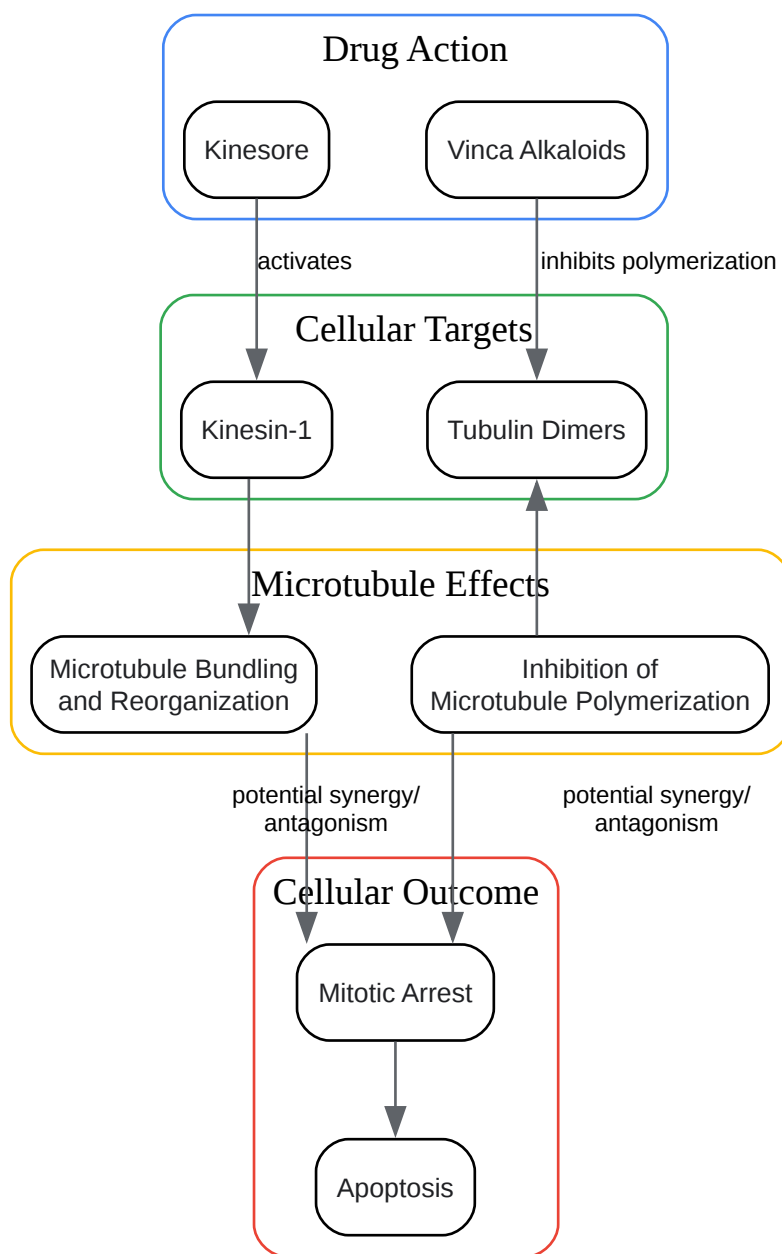 Drug Action
Kinesore
Vinca Alkaloids
activates
inhibits polymerization
Cellular Targets
Kinesin-1
Tubulin Dimers
Microtubule Effects
Microtubule Bundling
and Reorganization
Inhibition of
Microtubule Polymerization
potential synergy/
antagonism
potential synergy/
antagonism
Cellular Outcome
Mitotic Arrest
Apoptosis